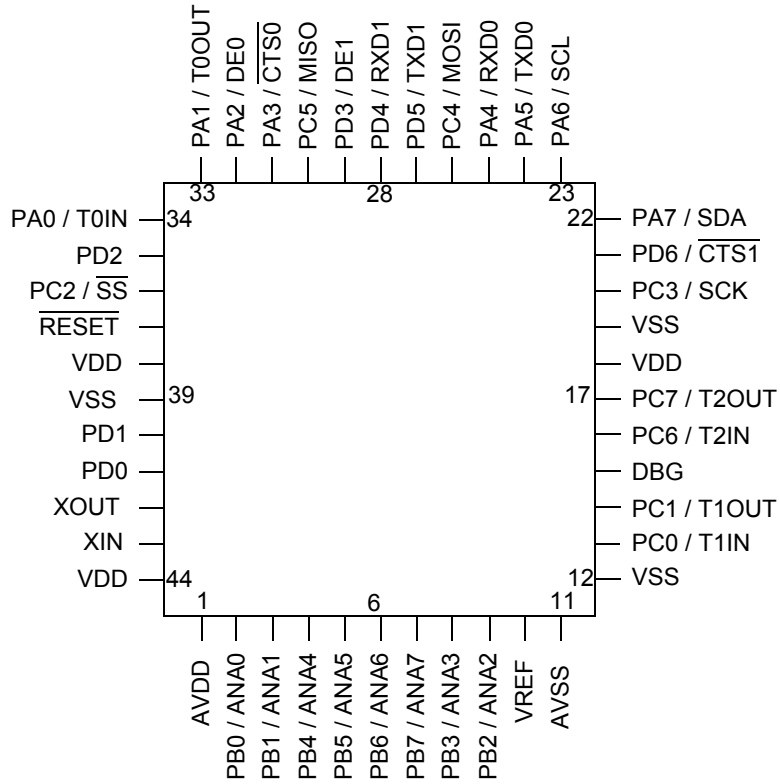 PA1 / T0OUT
PA2 / DE0
PA3 / C̅T̅S̅0̅
PC5 / MISO
PD3 / DE1
PD4 / RXD1
PD5 / TXD1
PC4 / MOSI
PA4 / RXD0
PA5 / TXD0
PA6 / SCL
33 28 23
PA0 / T0IN 34 22 PA7 / SDA
PD2 PD6 / C̅T̅S̅1̅
PC2 / S̅S̅ PC3 / SCK
R̅E̅S̅E̅T̅ VSS
VDD VDD
VSS 39 17 PC7 / T2OUT
PD1 PC6 / T2IN
PD0 DBG
XOUT PC1 / T1OUT
XIN PC0 / T1IN
VDD 44 12 VSS
1 6 11
AVDD
PB0 / ANA0
PB1 / ANA1
PB4 / ANA4
PB5 / ANA5
PB6 / ANA6
PB7 / ANA7
PB3 / ANA3
PB2 / ANA2
VREF
AVSS